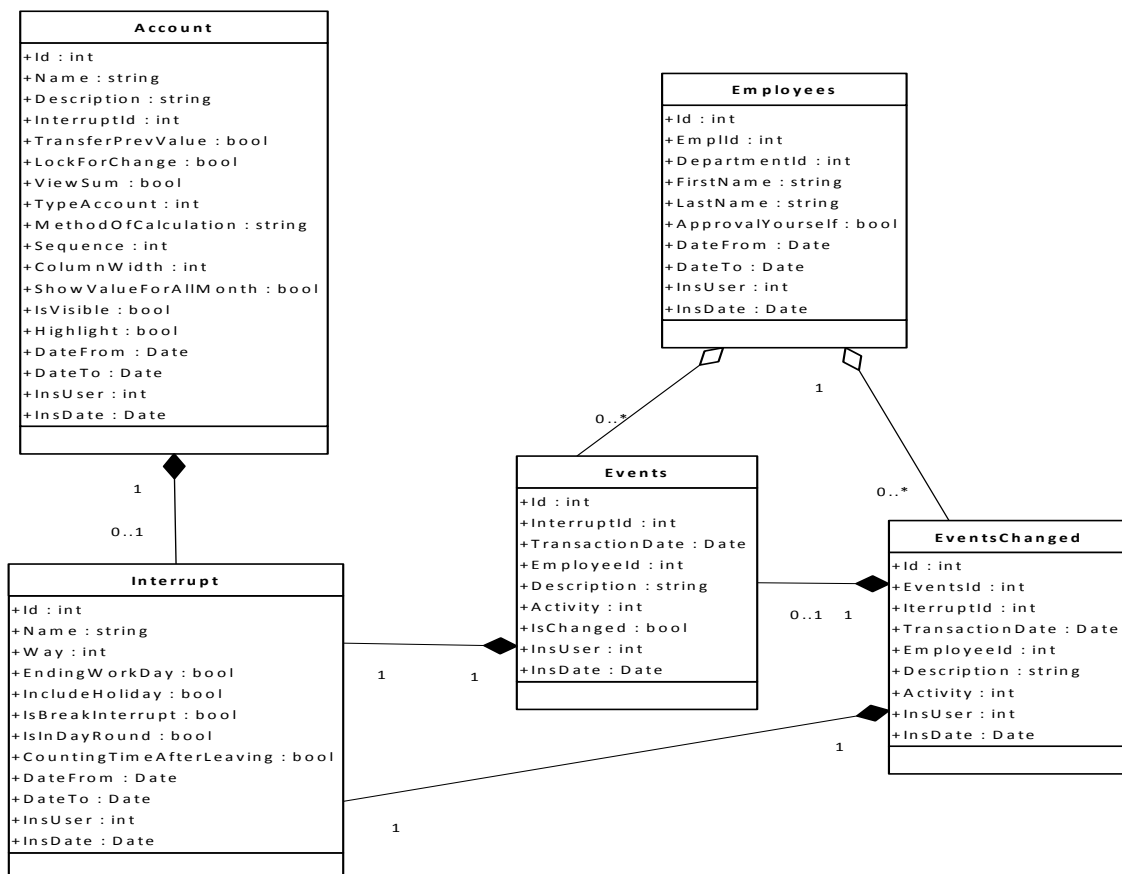 Account
+Id : int
+Name : string
+Description : string
+InterruptId : int
+TransferPrevValue : bool
+LockForChange : bool
+ViewSum : bool
+TypeAccount : int
+MethodOfCalculation : string
+Sequence : int
+ColumnWidth : int
+ShowValueForAllMonth : bool
+IsVisible : bool
+Highlight : bool
+DateFrom : Date
+DateTo : Date
+InsUser : int
+InsDate : Date
1
0..1
Employees
+Id : int
+EmplId : int
+DepartmentId : int
+FirstName : string
+LastName : string
+ApprovalYourself : bool
+DateFrom : Date
+DateTo : Date
+InsUser : int
+InsDate : Date
1
0..*
0..*
Events
+Id : int
+InterruptId : int
+TransactionDate : Date
+EmployeeId : int
+Description : string
+Activity : int
+IsChanged : bool
+InsUser : int
+InsDate : Date
0..1 1
EventsChanged
+Id : int
+EventsId : int
+IterruptId : int
+TransactionDate : Date
+EmployeeId : int
+Description : string
+Activity : int
+InsUser : int
+InsDate : Date
Interrupt
+Id : int
+Name : string
+Way : int
+EndingWorkDay : bool
+IncludeHoliday : bool
+IsBreakInterrupt : bool
+IsInDayRound : bool
+CountingTimeAfterLeaving : bool
+DateFrom : Date
+DateTo : Date
+InsUser : int
+InsDate : Date
1 1
1
1